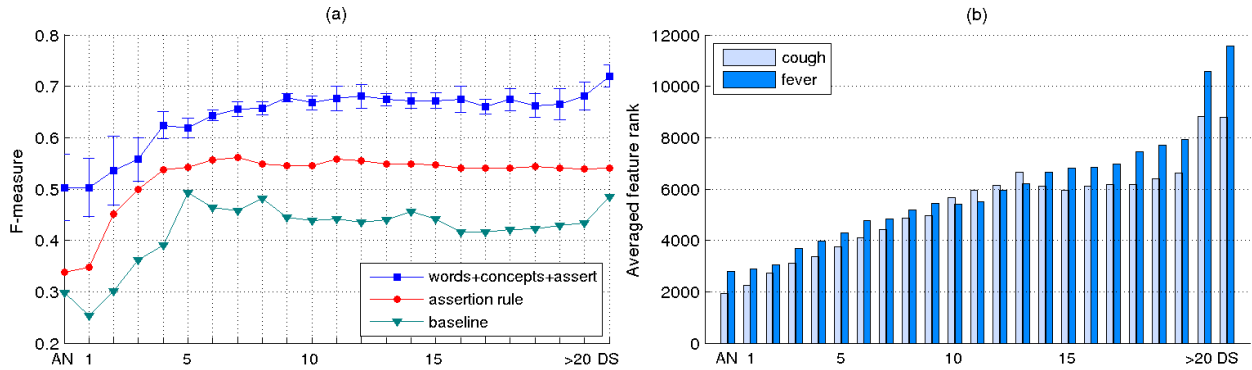 (a)
0.8
0.7
0.6
0.5
0.4
0.3
0.2
F-measure
words+concepts+assert
assertion rule
baseline
AN 1 5 10 15 >20 DS
(b)
12000
10000
8000
6000
4000
2000
0
Averaged feature rank
cough
fever
AN 1 5 10 15 >20 DS